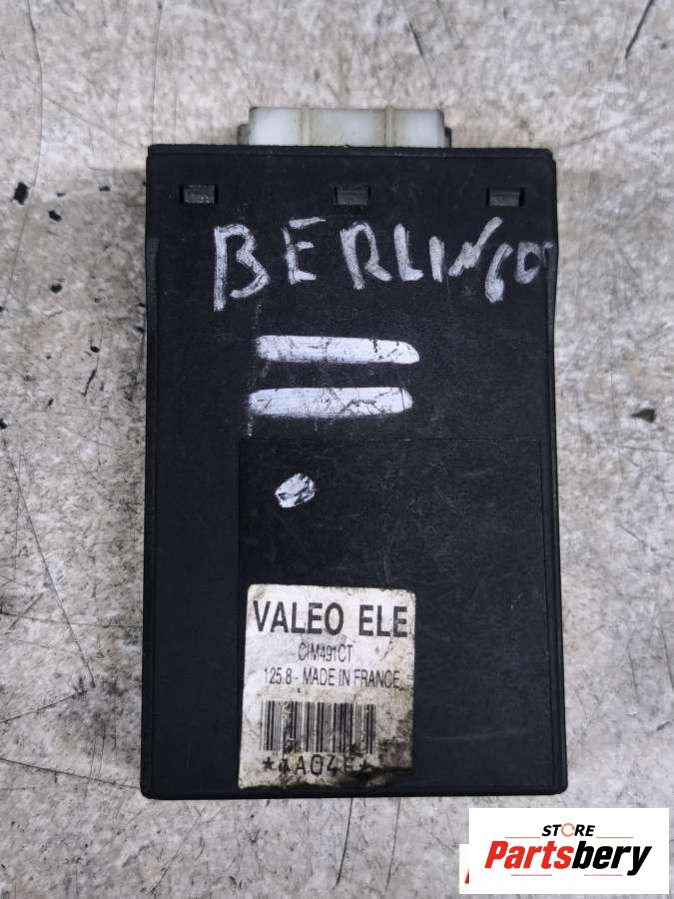 BERLINGO
VALEO ELE
CIM491CT
125.8 - MADE IN FRANCE
STORE
Partsbery